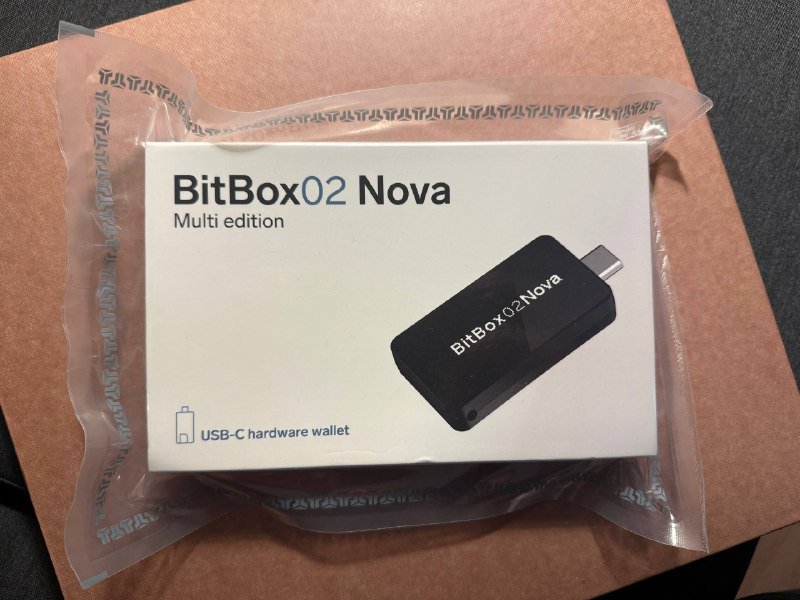 BitBox02 Nova
Multi edition
BitBox02Nova
USB-C hardware wallet